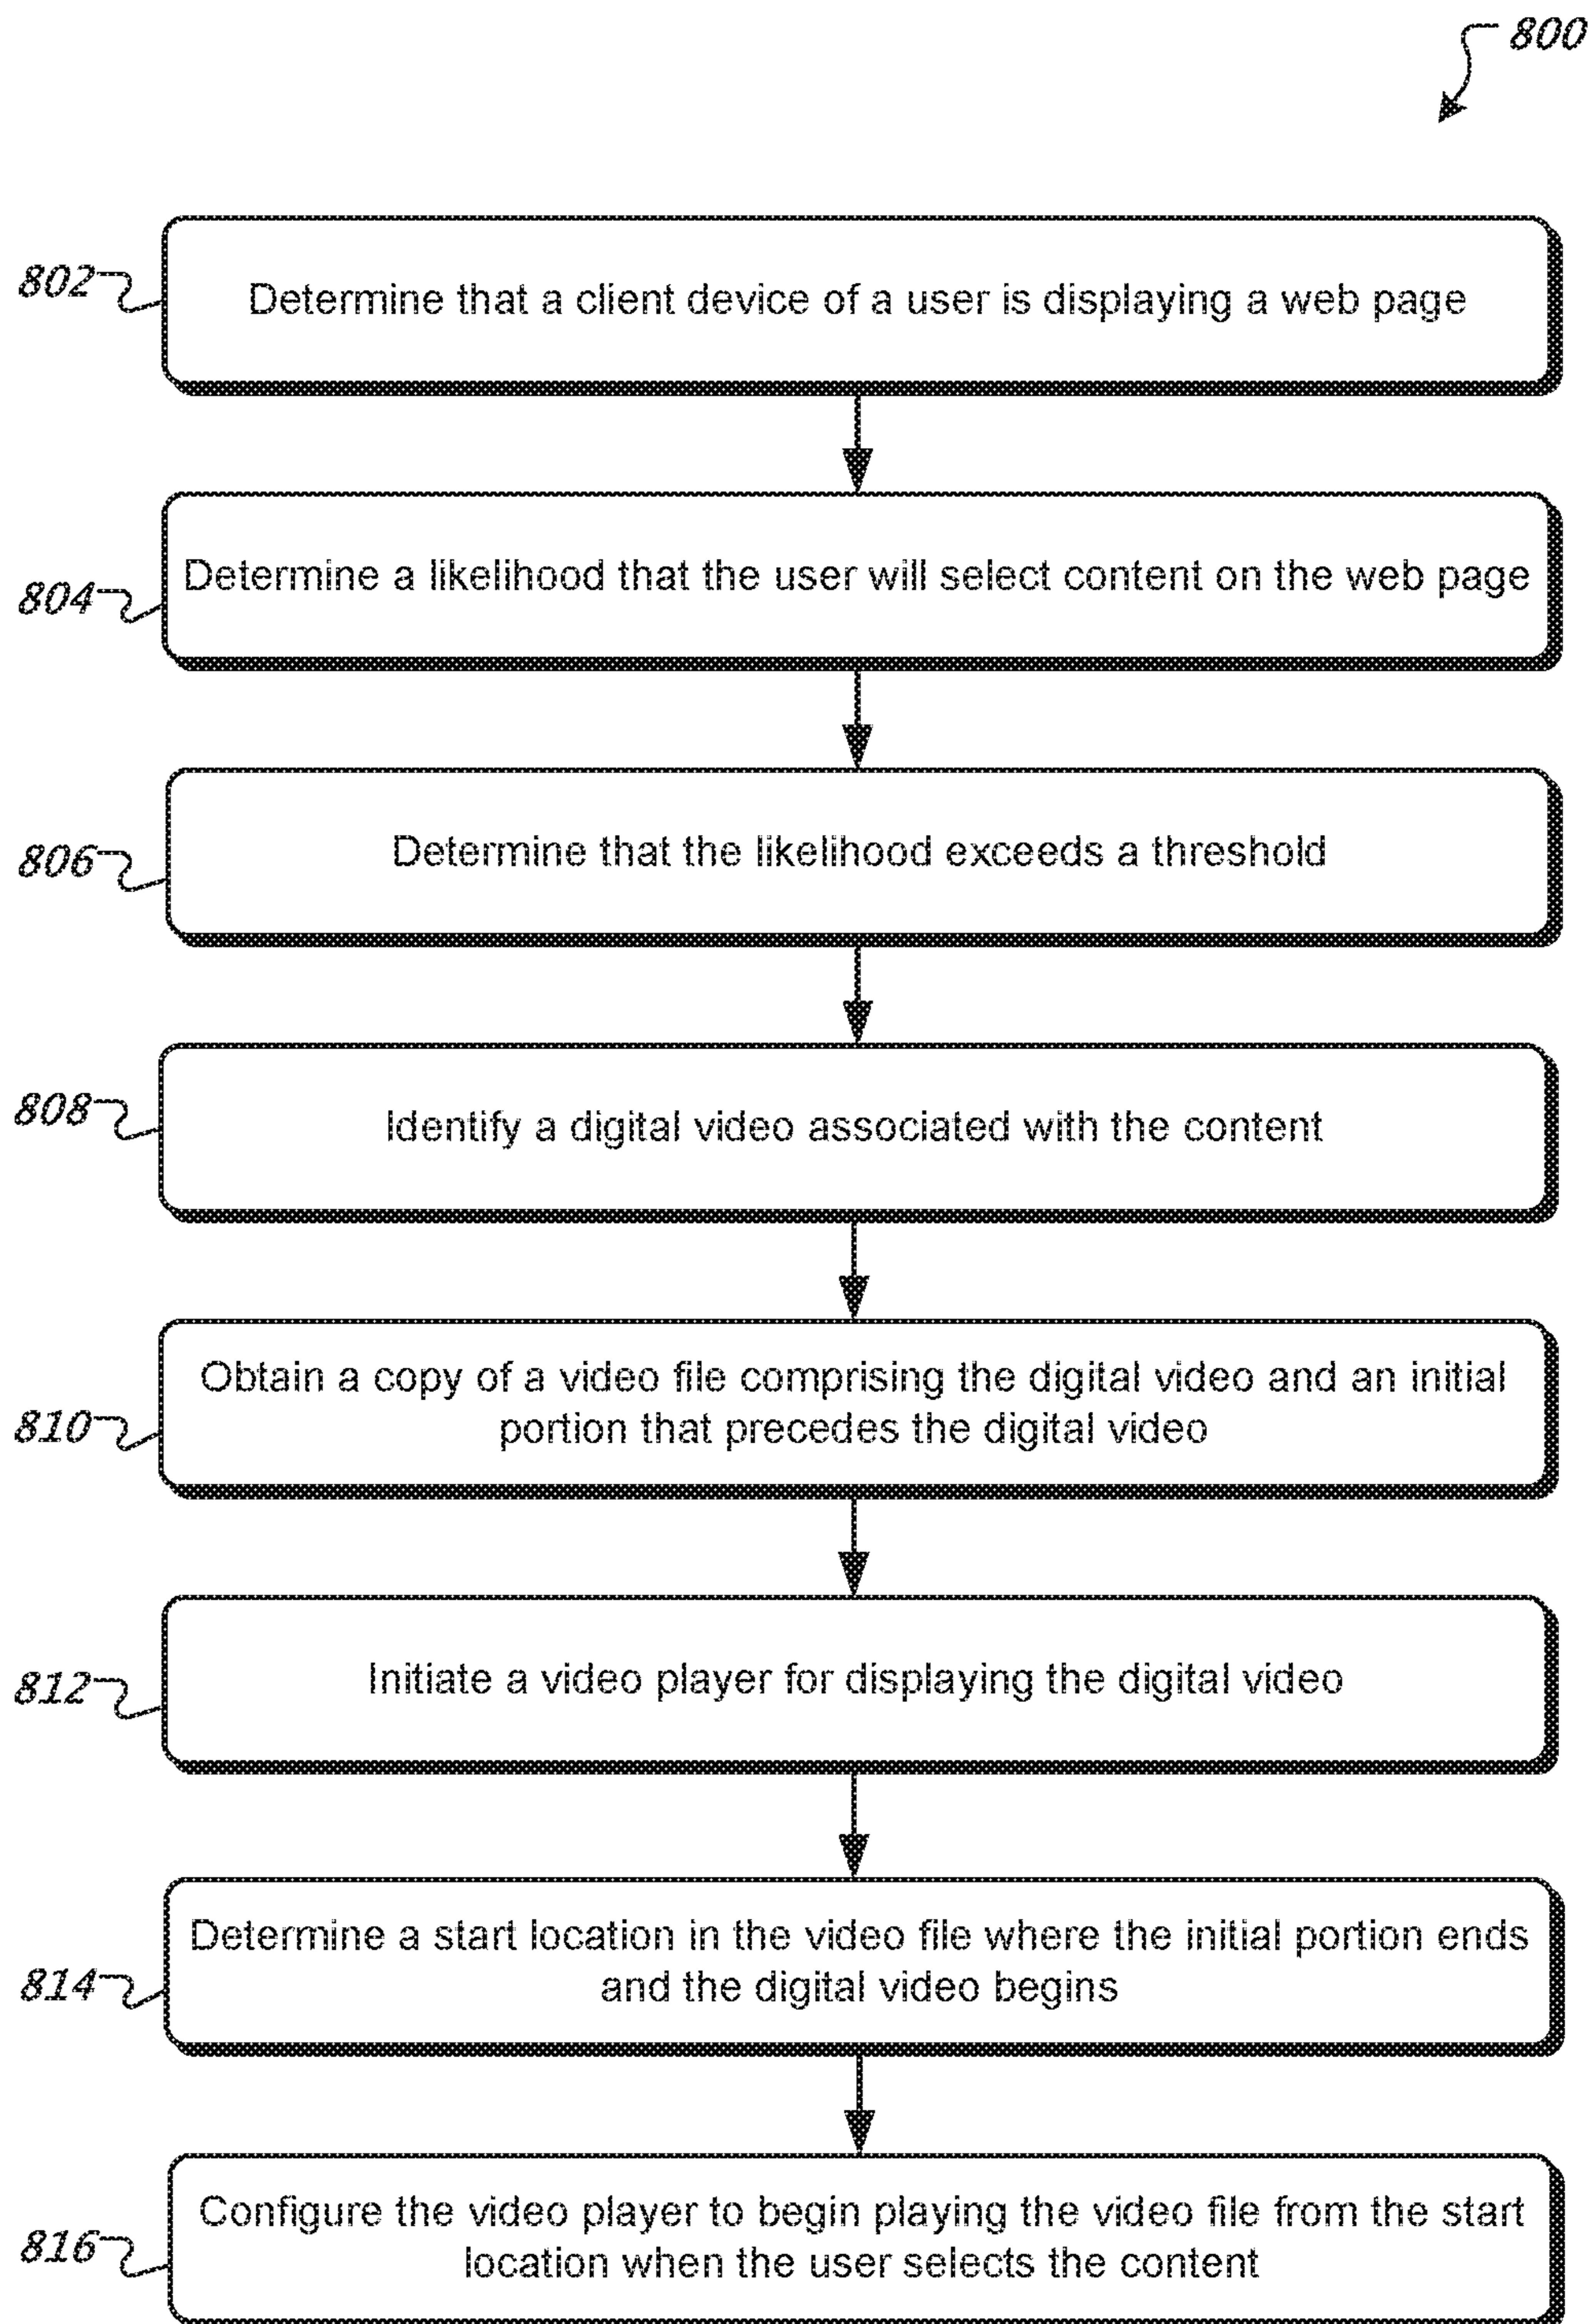 800
802
Determine that a client device of a user is displaying a web page
804
Determine a likelihood that the user will select content on the web page
806
Determine that the likelihood exceeds a threshold
808
Identify a digital video associated with the content
810
Obtain a copy of a video file comprising the digital video and an initial
portion that precedes the digital video
812
Initiate a video player for displaying the digital video
814
Determine a start location in the video file where the initial portion ends
and the digital video begins
816
Configure the video player to begin playing the video file from the start
location when the user selects the content